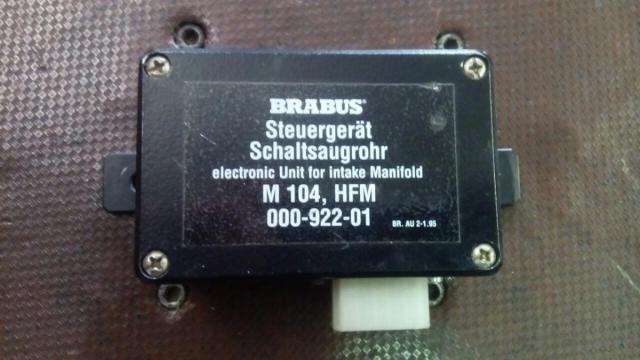 BRABUS®
Steuergerät
Schaltsaugrohr
electronic Unit for intake Manifold
M 104, HFM
000-922-01
BR. AU 2-1.95